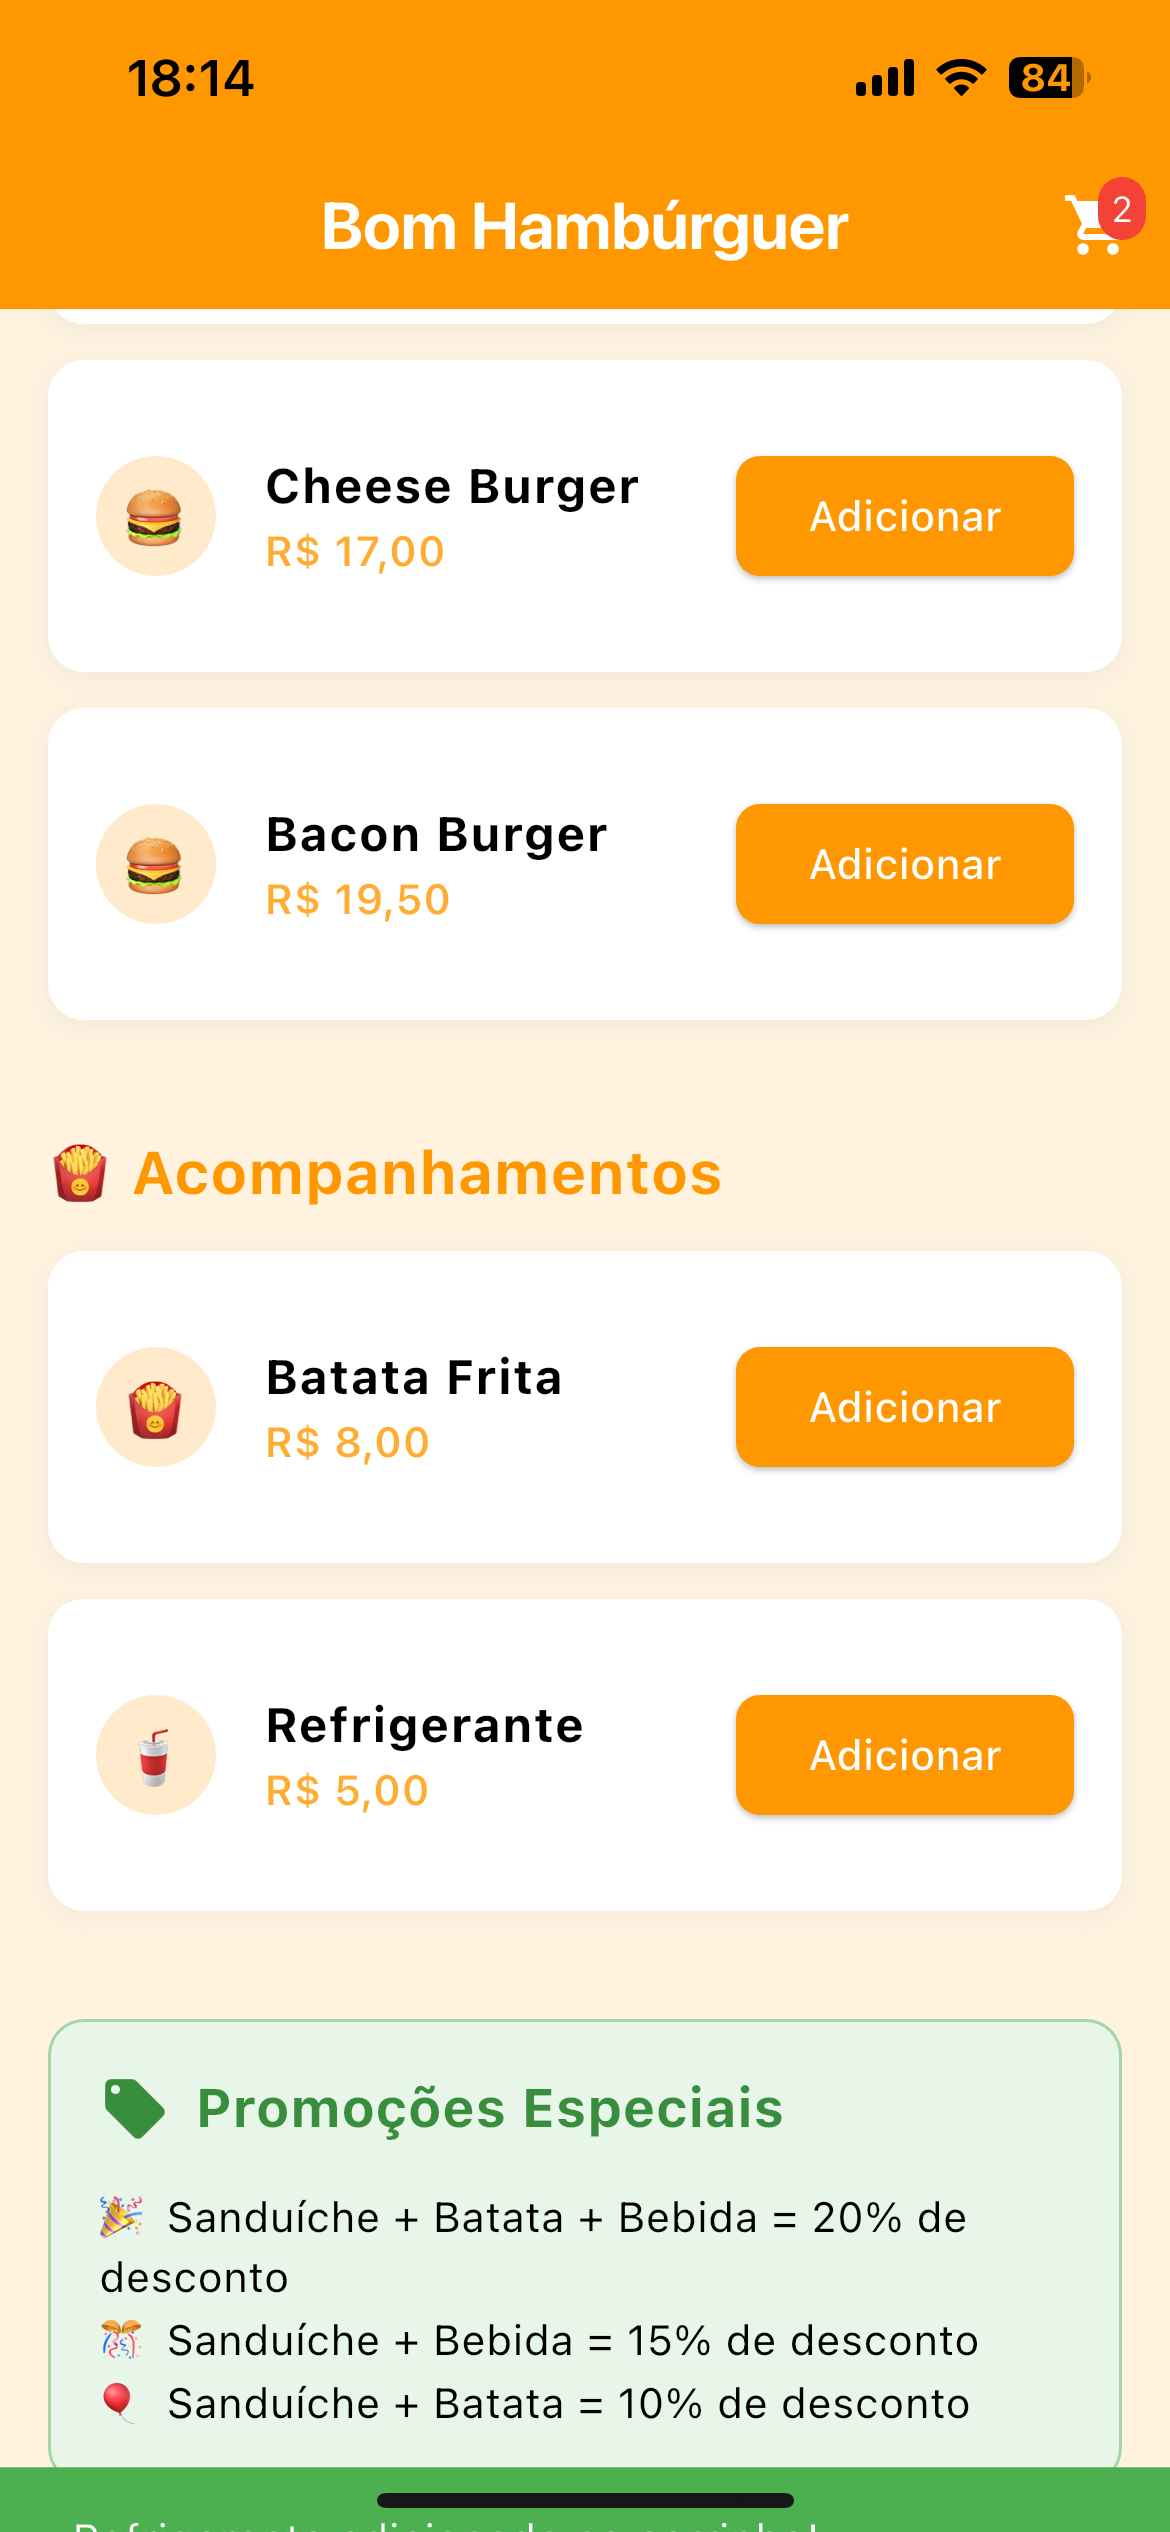 18:14
84
Bom Hambúrguer
2
Cheese Burger
R$ 17,00
Adicionar
Bacon Burger
R$ 19,50
Adicionar
Acompanhamentos
Batata Frita
R$ 8,00
Adicionar
Refrigerante
R$ 5,00
Adicionar
Promoções Especiais
Sanduíche + Batata + Bebida = 20% de
desconto
Sanduíche + Bebida = 15% de desconto
Sanduíche + Batata = 10% de desconto